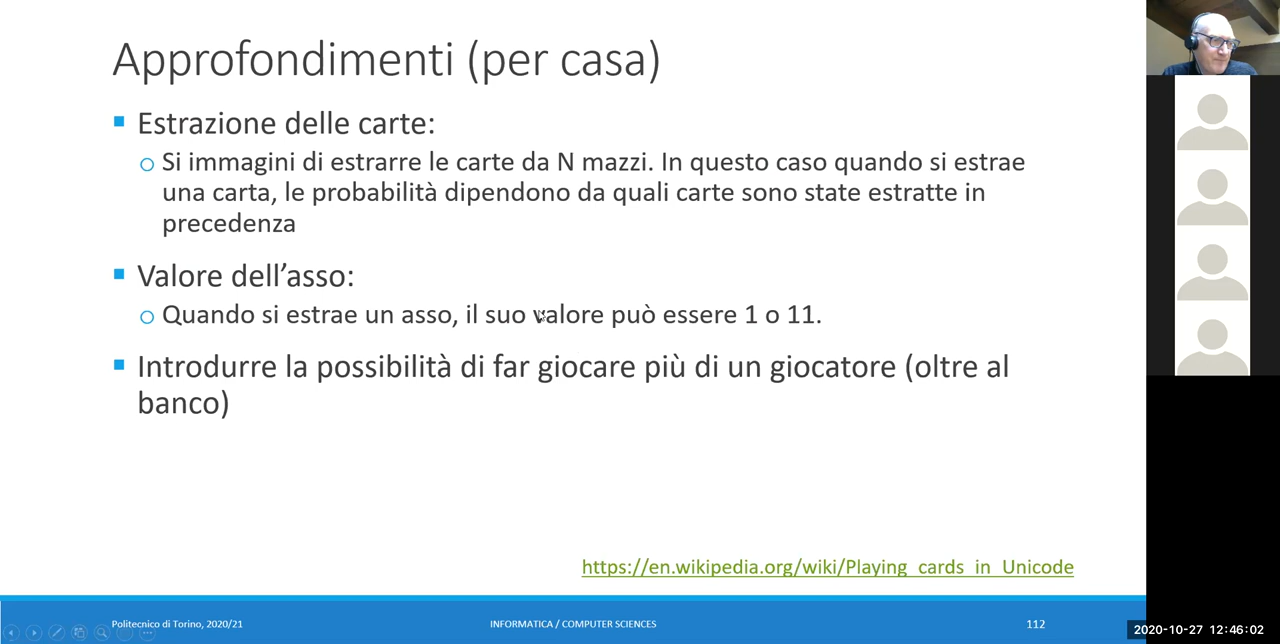 Approfondimenti (per casa)
Estrazione delle carte:
Si immagini di estrarre le carte da N mazzi. In questo caso quando si estrae
una carta, le probabilità dipendono da quali carte sono state estratte in
precedenza
Valore dell’asso:
Quando si estrae un asso, il suo valore può essere 1 o 11.
Introdurre la possibilità di far giocare più di un giocatore (oltre al
banco)
https://en.wikipedia.org/wiki/Playing_cards_in_Unicode
Politecnico di Torino, 2020/21
INFORMATICA / COMPUTER SCIENCES
112
2020-10-27 12:46:02